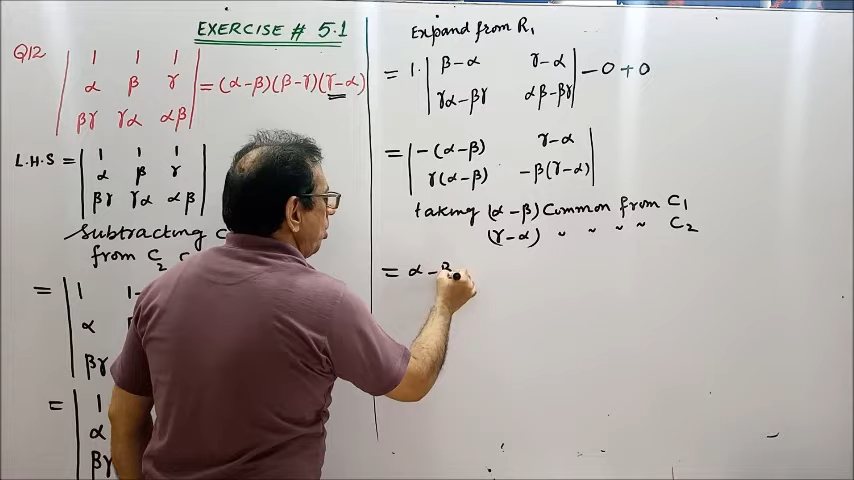 EXERCISE # 5.1
Q12 | 1 1 1 |
| α β γ | = (α-β)(β-γ)(γ-α)
| βγ γα αβ |
L.H.S = | 1 1 1 |
| α β γ |
| βγ γα αβ |
Subtracting C
from C2
= | 1 1-
| α
| βγ
= | 1
| α
| βγ
Expand from R1
= 1. | β-α γ-α | - 0 + 0
| γα-βγ αβ-βγ |
= | -(α-β) γ-α |
| γ(α-β) -β(γ-α) |
taking (α-β) Common from C1
(γ-α) " " " " C2
= α-